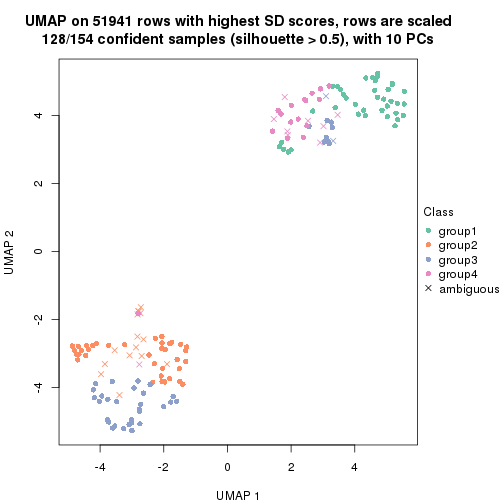 UMAP on 51941 rows with highest SD scores, rows are scaled
128/154 confident samples (silhouette > 0.5), with 10 PCs
4
2
0
-2
-4
UMAP 2
-4
-2
0
2
4
UMAP 1
Class
group1
group2
group3
group4
ambiguous